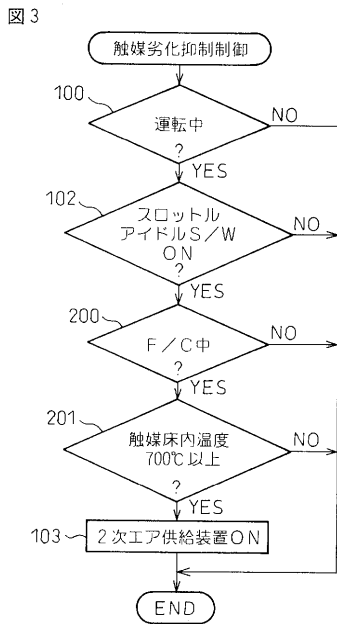 図3
触媒劣化抑制制御
100
運転中
?
NO
YES
102
スロットル
アイドルS/W
ON
?
NO
YES
200
F/C中
?
NO
YES
201
触媒床内温度
700℃以上
?
NO
YES
103
2次エア供給装置ON
END